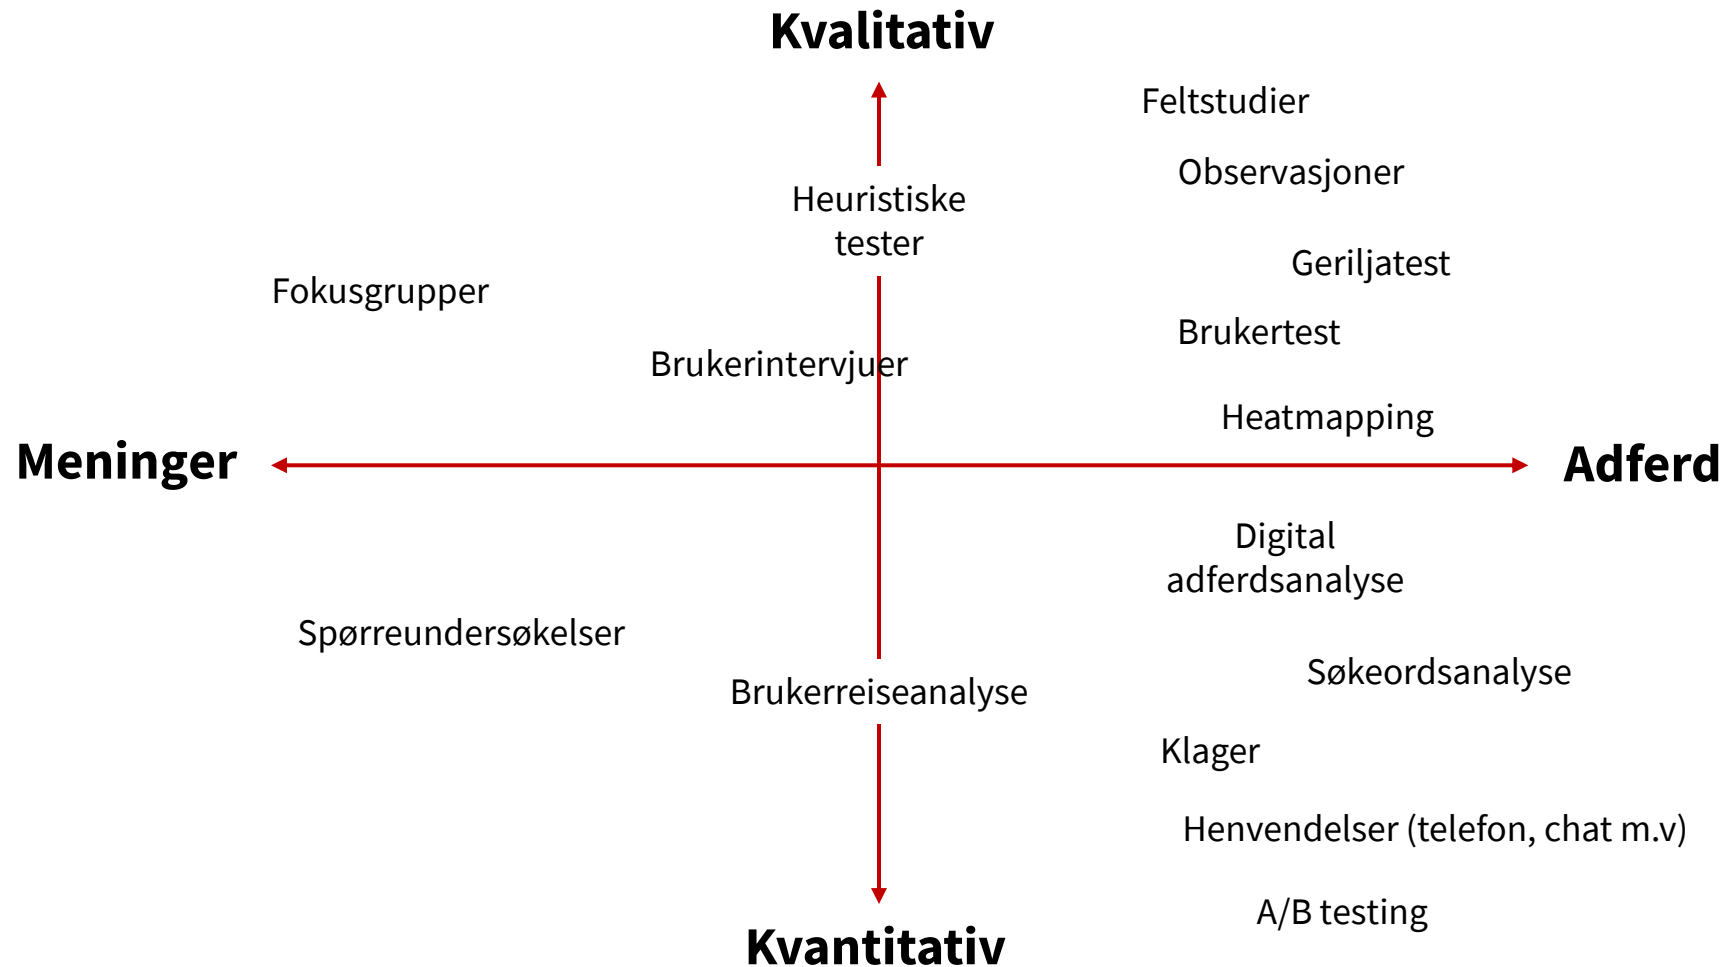 Kvalitativ
Feltstudier
Observasjoner
Heuristiske
tester
Geriljatest
Fokusgrupper
Brukertest
Brukerintervjuer
Heatmapping
Meninger
Adferd
Digital
adferdsanalyse
Spørreundersøkelser
Søkeordsanalyse
Brukerreiseanalyse
Klager
Henvendelser (telefon, chat m.v)
A/B testing
Kvantitativ